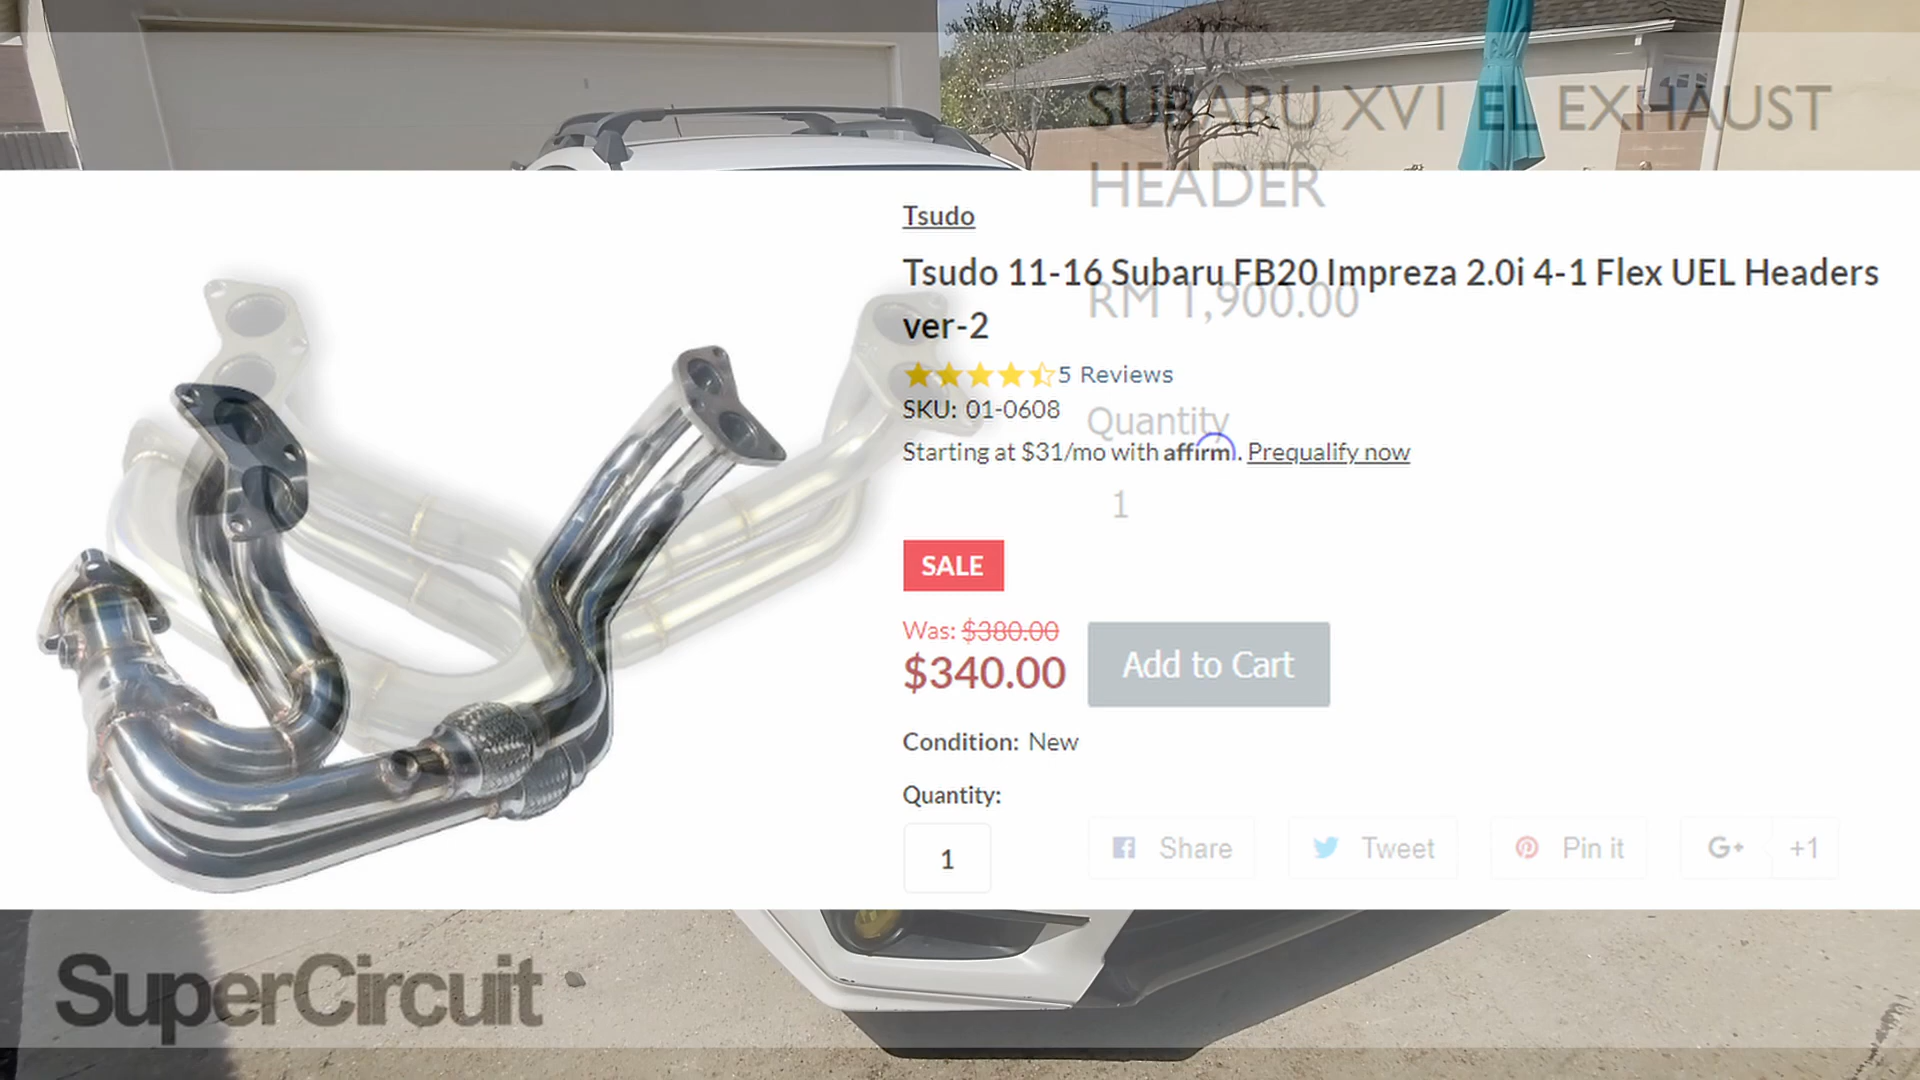 SUBARU XV1 EL EXHAUST
HEADER
Tsudo
Tsudo 11-16 Subaru FB20 Impreza 2.0i 4-1 Flex UEL Headers
ver-2
RM 1,900.00
5 Reviews
SKU: 01-0608
Quantity
Starting at $31/mo with affirm. Prequalify now
1
SALE
Was: $380.00
$340.00
Add to Cart
Condition: New
Quantity:
1
Share
Tweet
Pin it
G+
+1
SuperCircuit